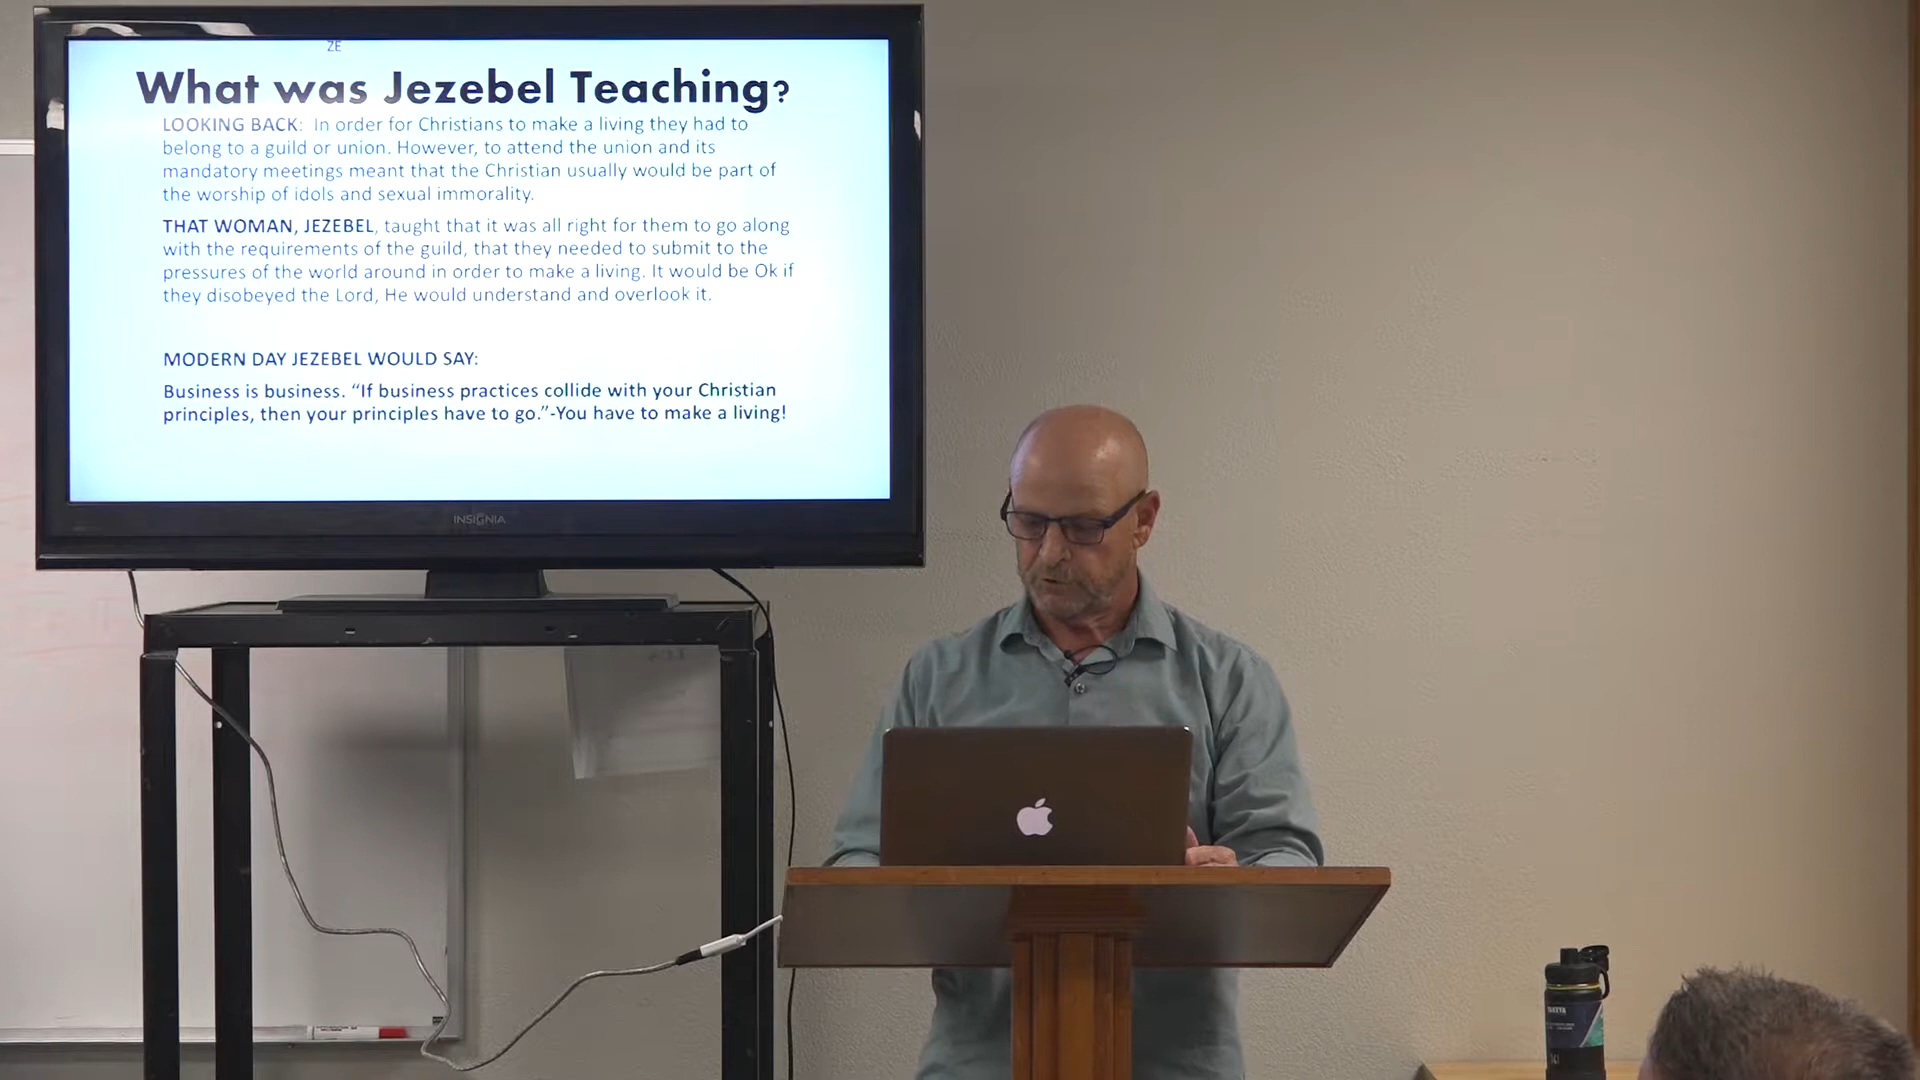 ZE
What was Jezebel Teaching?
LOOKING BACK: In order for Christians to make a living they had to
belong to a guild or union. However, to attend the union and its
mandatory meetings meant that the Christian usually would be part of
the worship of idols and sexual immorality.
THAT WOMAN, JEZEBEL, taught that it was all right for them to go along
with the requirements of the guild, that they needed to submit to the
pressures of the world around in order to make a living. It would be Ok if
they disobeyed the Lord, He would understand and overlook it.
MODERN DAY JEZEBEL WOULD SAY:
Business is business. “If business practices collide with your Christian
principles, then your principles have to go.”-You have to make a living!
INSIGNIA